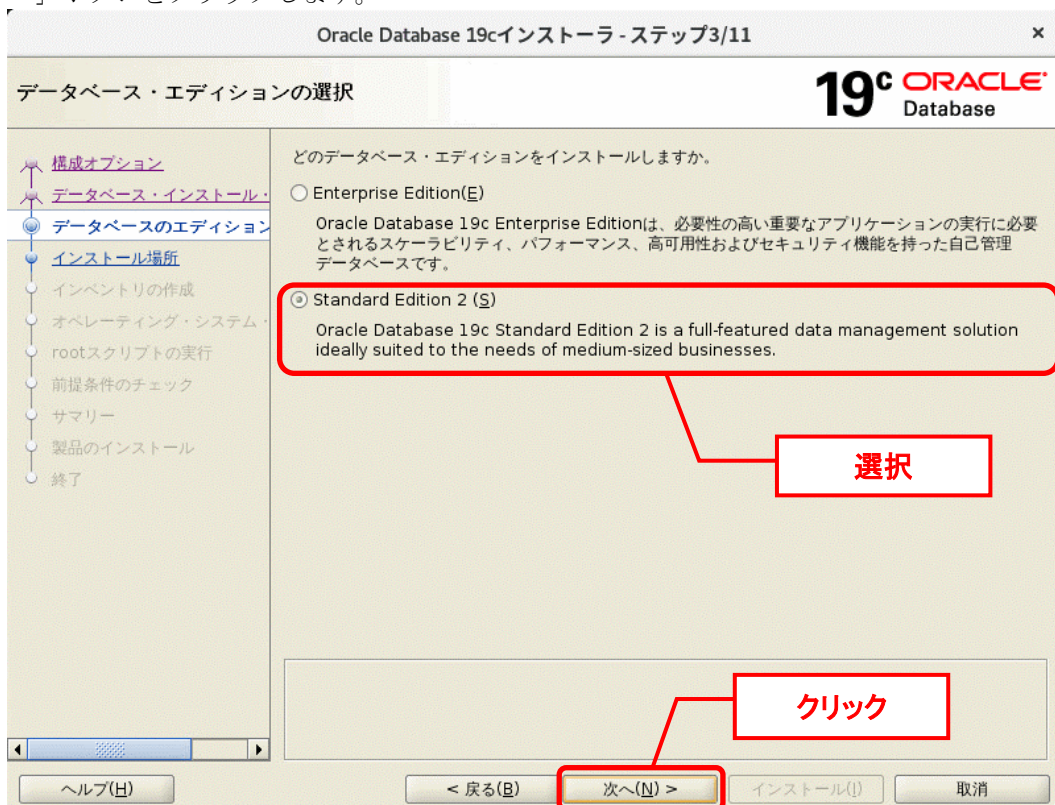 Oracle Database 19cインストーラ - ステップ3/11
×
データベース・エディションの選択
19c ORACLE
Database
構成オプション
データベース・インストール・
データベースのエディション
インストール場所
インベントリの作成
オペレーティング・システム・
rootスクリプトの実行
前提条件のチェック
サマリー
製品のインストール
終了
どのデータベース・エディションをインストールしますか。
Enterprise Edition(E)
Oracle Database 19c Enterprise Editionは、必要性の高い重要なアプリケーションの実行に必要
とされるスケーラビリティ、パフォーマンス、高可用性およびセキュリティ機能を持った自己管理
データベースです。
Standard Edition 2 (S)
Oracle Database 19c Standard Edition 2 is a full-featured data management solution
ideally suited to the needs of medium-sized businesses.
選択
クリック
ヘルプ(H)
< 戻る(B)
次へ(N) >
インストール(I)
取消